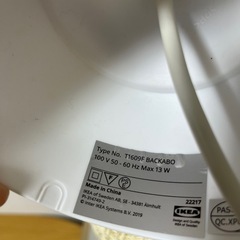 Type No. T1609F BACKABO
100 V 50 - 60 Hz Max 13 W
Made in China
IKEA of Sweden AB, SE - 34381 Älmhult
22217
© Inter IKEA Systems B.V. 2019
IKEA
PAS
QC.XP